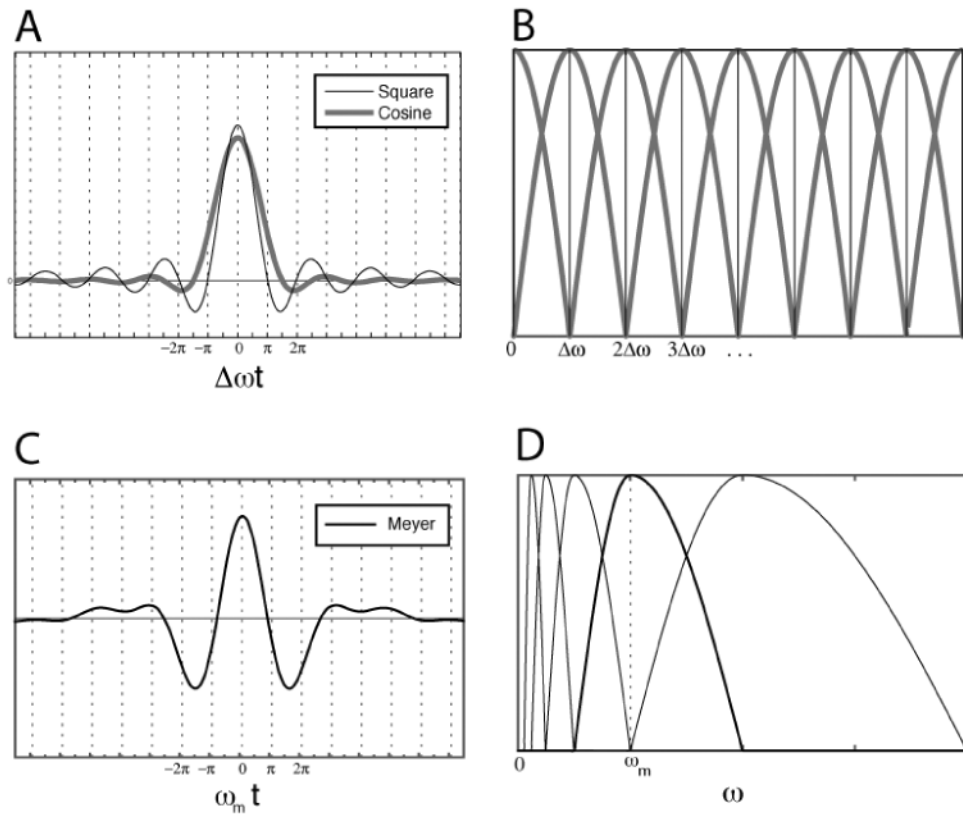 A
Square
Cosine
0
−2π −π 0 π 2π
Δωt
B
0 Δω 2Δω 3Δω . . .
C
Meyer
−2π −π 0 π 2π
ωm t
D
0 ωm
ω